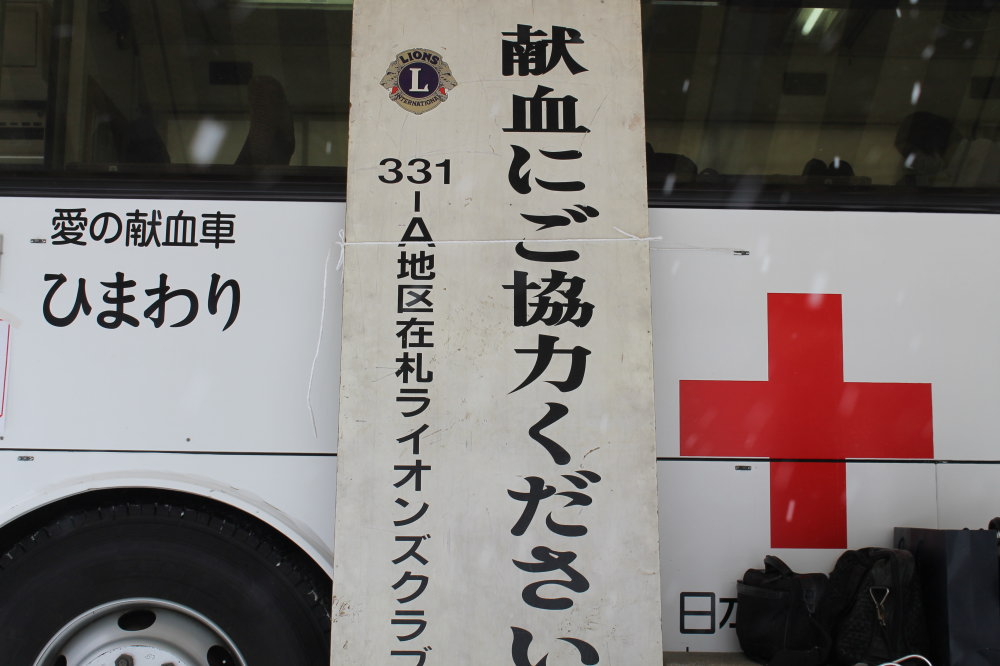 献血にご協力ください
LIONS
L
INTERNATIONAL
331-A地区在札ライオンズクラブ
愛の献血車
ひまわり
日